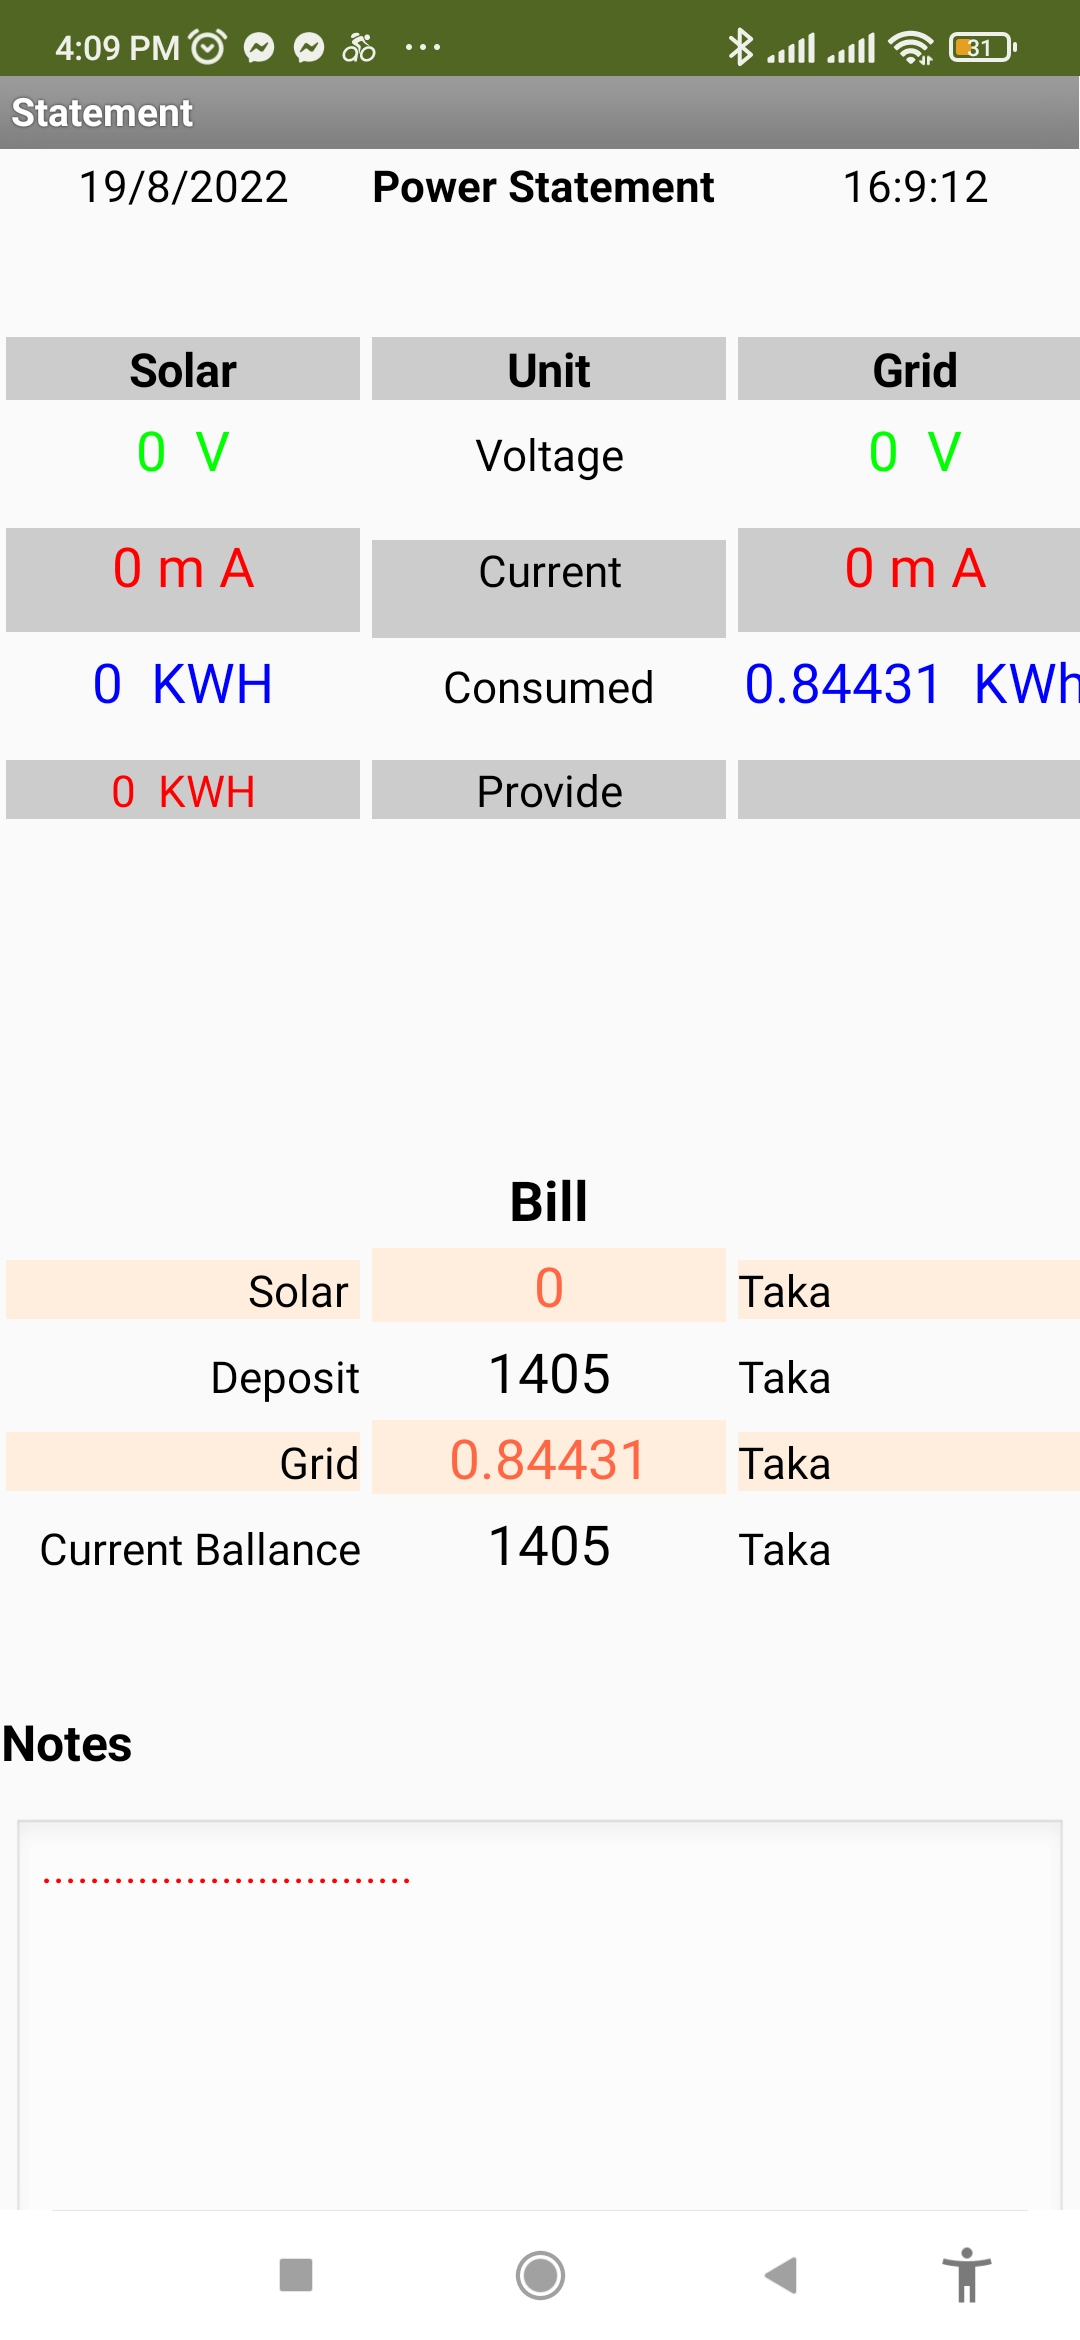 4:09 PM ... 31
Statement
19/8/2022 Power Statement 16:9:12
Solar Unit Grid
0 V Voltage 0 V
0 m A Current 0 m A
0 KWH Consumed 0.84431 KWh
0 KWH Provide
Bill
Solar 0 Taka
Deposit 1405 Taka
Grid 0.84431 Taka
Current Ballance 1405 Taka
Notes
...............................